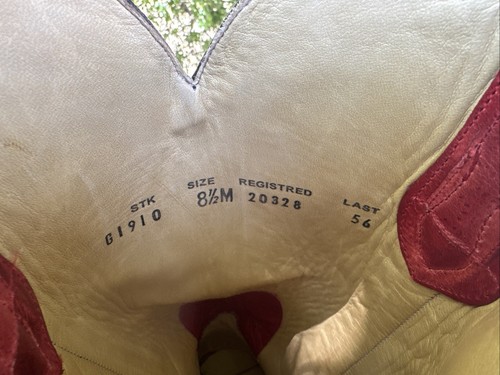 STK SIZE REGISTRED LAST
G1910 8½M 20328 56